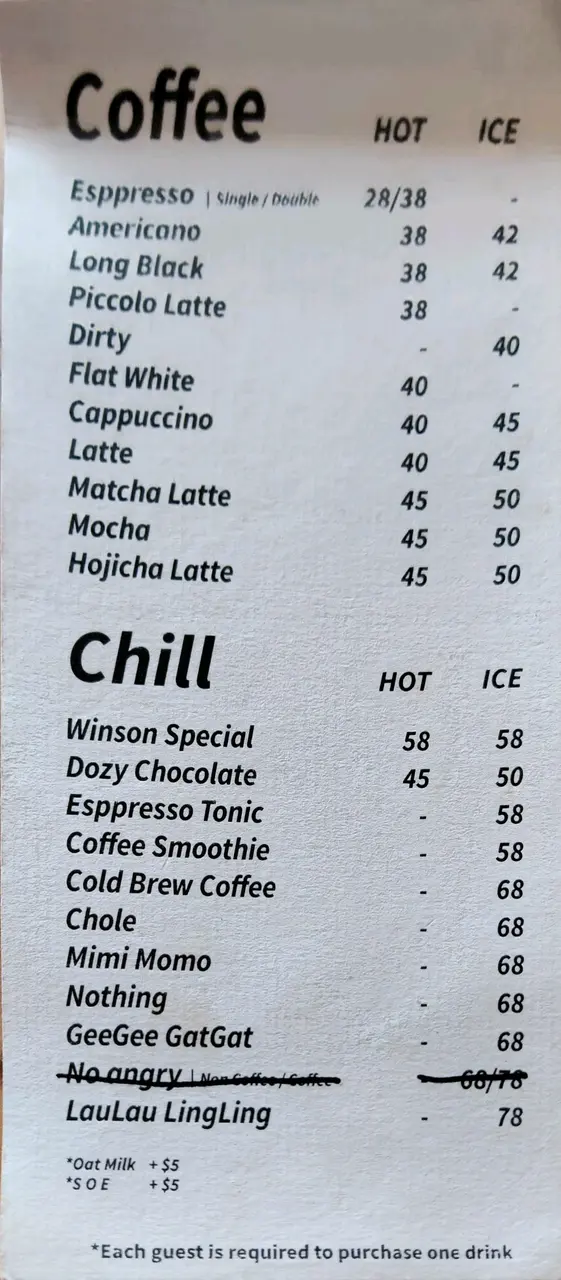 Coffee HOT ICE
Esppresso | Single / Double 28/38 -
Americano 38 42
Long Black 38 42
Piccolo Latte 38 -
Dirty - 40
Flat White 40 -
Cappuccino 40 45
Latte 40 45
Matcha Latte 45 50
Mocha 45 50
Hojicha Latte 45 50
Chill HOT ICE
Winson Special 58 58
Dozy Chocolate 45 50
Esppresso Tonic - 58
Coffee Smoothie - 58
Cold Brew Coffee - 68
Chole - 68
Mimi Momo - 68
Nothing - 68
GeeGee GatGat - 68
No angry | Non Coffee / Coffee - 68/78
LauLau LingLing - 78
*Oat Milk + $5
*S O E + $5
*Each guest is required to purchase one drink